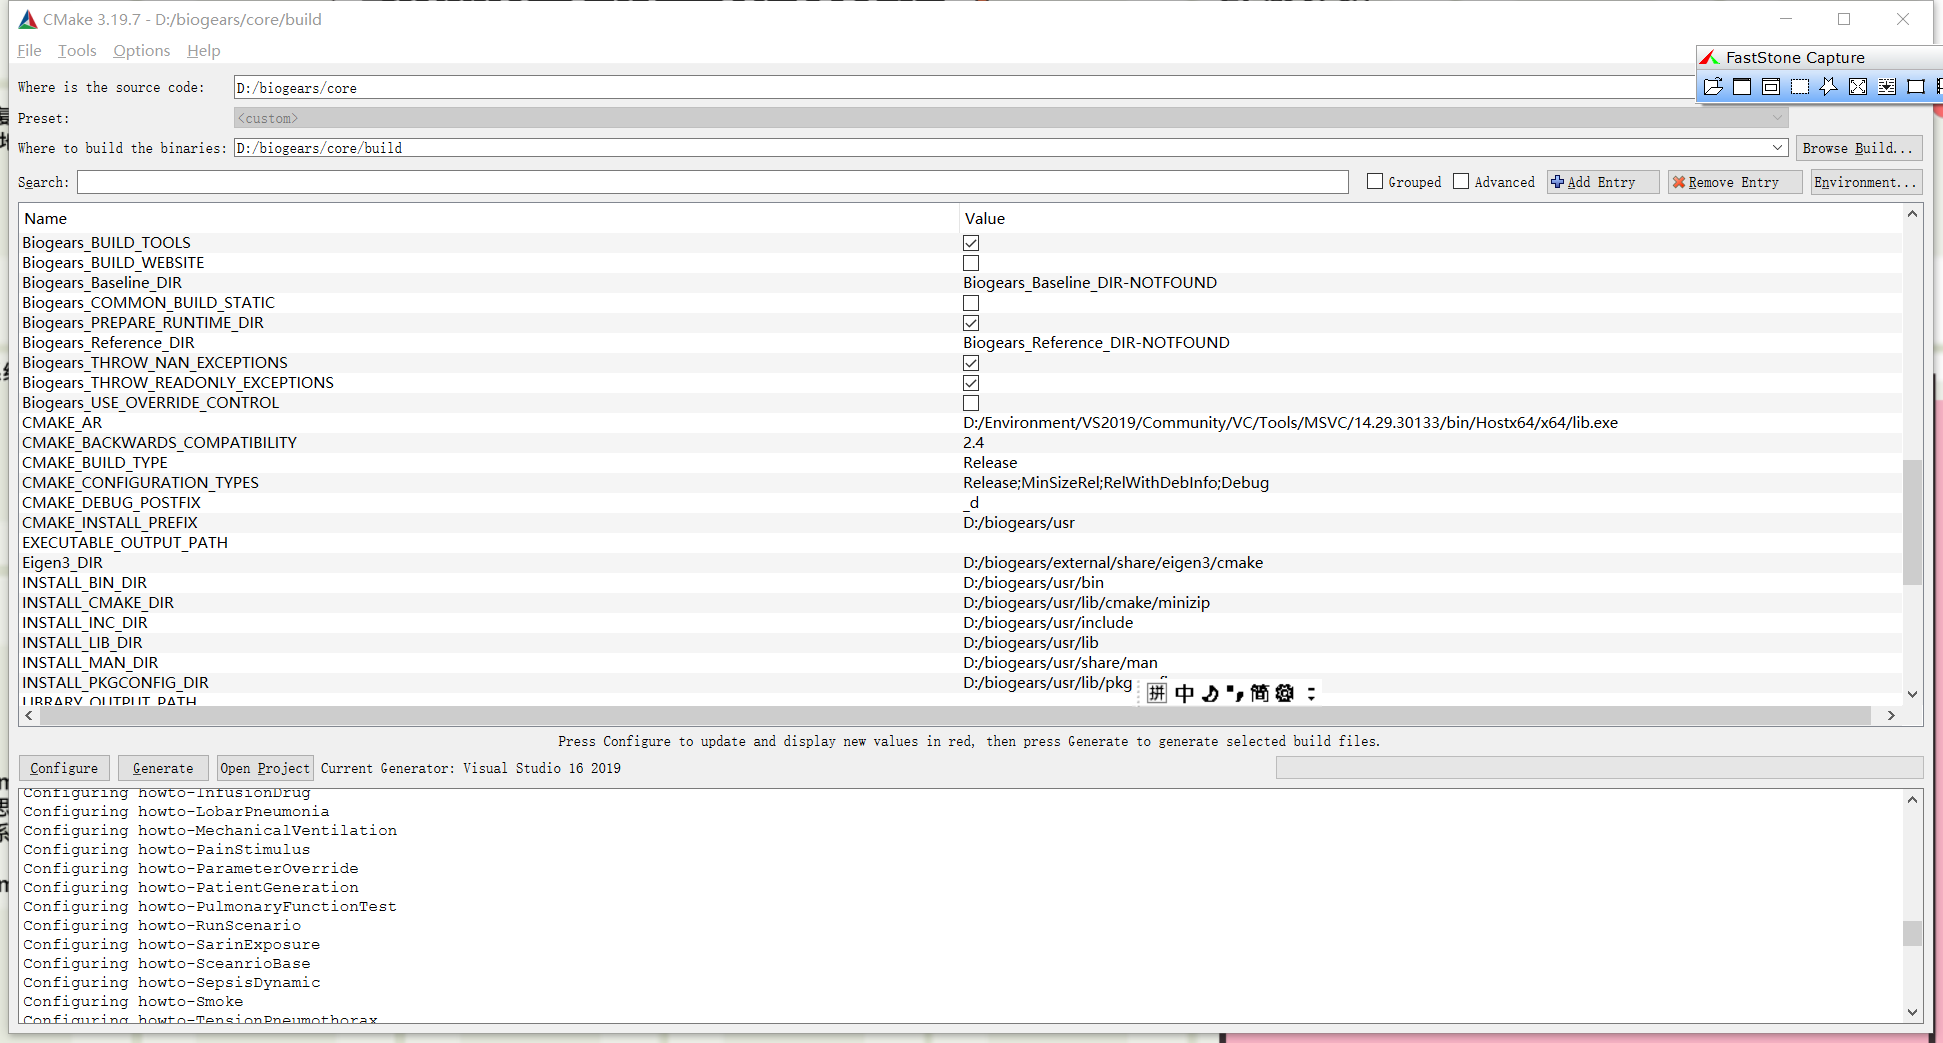 CMake 3.19.7 - D:/biogears/core/build
File Tools Options Help
FastStone Capture
Where is the source code: D:/biogears/core
Preset: <custom>
Where to build the binaries: D:/biogears/core/build Browse Build...
Search: Grouped Advanced Add Entry Remove Entry Environment...
Name Value
Biogears_BUILD_TOOLS
Biogears_BUILD_WEBSITE
Biogears_Baseline_DIR Biogears_Baseline_DIR-NOTFOUND
Biogears_COMMON_BUILD_STATIC
Biogears_PREPARE_RUNTIME_DIR
Biogears_Reference_DIR Biogears_Reference_DIR-NOTFOUND
Biogears_THROW_NAN_EXCEPTIONS
Biogears_THROW_READONLY_EXCEPTIONS
Biogears_USE_OVERRIDE_CONTROL
CMAKE_AR D:/Environment/VS2019/Community/VC/Tools/MSVC/14.29.30133/bin/Hostx64/x64/lib.exe
CMAKE_BACKWARDS_COMPATIBILITY 2.4
CMAKE_BUILD_TYPE Release
CMAKE_CONFIGURATION_TYPES Release;MinSizeRel;RelWithDebInfo;Debug
CMAKE_DEBUG_POSTFIX _d
CMAKE_INSTALL_PREFIX D:/biogears/usr
EXECUTABLE_OUTPUT_PATH
Eigen3_DIR D:/biogears/external/share/eigen3/cmake
INSTALL_BIN_DIR D:/biogears/usr/bin
INSTALL_CMAKE_DIR D:/biogears/usr/lib/cmake/minizip
INSTALL_INC_DIR D:/biogears/usr/include
INSTALL_LIB_DIR D:/biogears/usr/lib
INSTALL_MAN_DIR D:/biogears/usr/share/man
INSTALL_PKGCONFIG_DIR D:/biogears/usr/lib/pkg
拼 中 简
LIBRARY_OUTPUT_PATH
Press Configure to update and display new values in red, then press Generate to generate selected build files.
Configure Generate Open Project Current Generator: Visual Studio 16 2019
Configuring howto-InfusionDrug
Configuring howto-LobarPneumonia
Configuring howto-MechanicalVentilation
Configuring howto-PainStimulus
Configuring howto-ParameterOverride
Configuring howto-PatientGeneration
Configuring howto-PulmonaryFunctionTest
Configuring howto-RunScenario
Configuring howto-SarinExposure
Configuring howto-SceanrioBase
Configuring howto-SepsisDynamic
Configuring howto-Smoke
Configuring howto-TensionPneumothorax